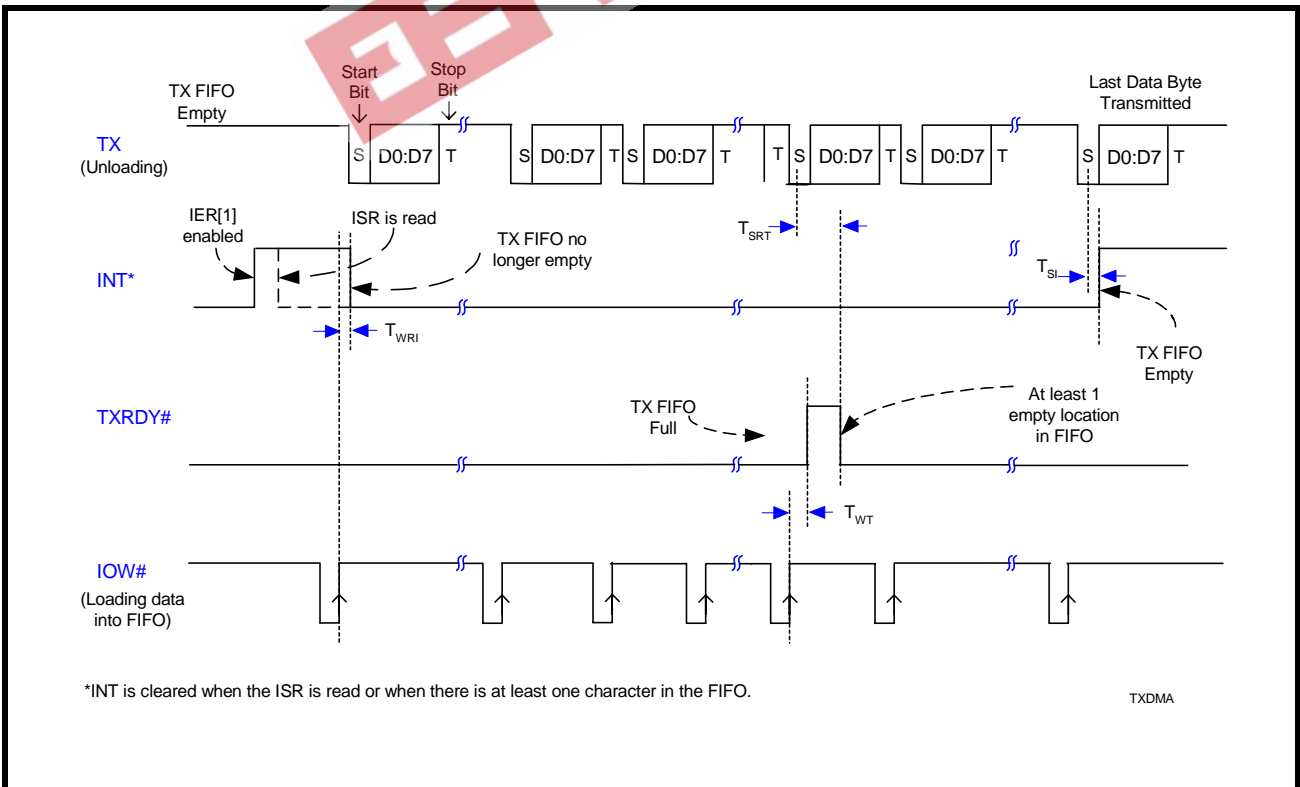 Start
Bit
Stop
Bit
TX FIFO
Empty
Last Data Byte
Transmitted
TX
(Unloading)
S D0:D7 T S D0:D7 T S D0:D7 T T S D0:D7 T S D0:D7 T S D0:D7 T
IER[1]
enabled
ISR is read
TX FIFO no
longer empty
TSRT
TSI
INT*
TWRI
TX FIFO
Empty
TXRDY#
TX FIFO
Full
At least 1
empty location
in FIFO
TWT
IOW#
(Loading data
into FIFO)
*INT is cleared when the ISR is read or when there is at least one character in the FIFO.
TXDMA